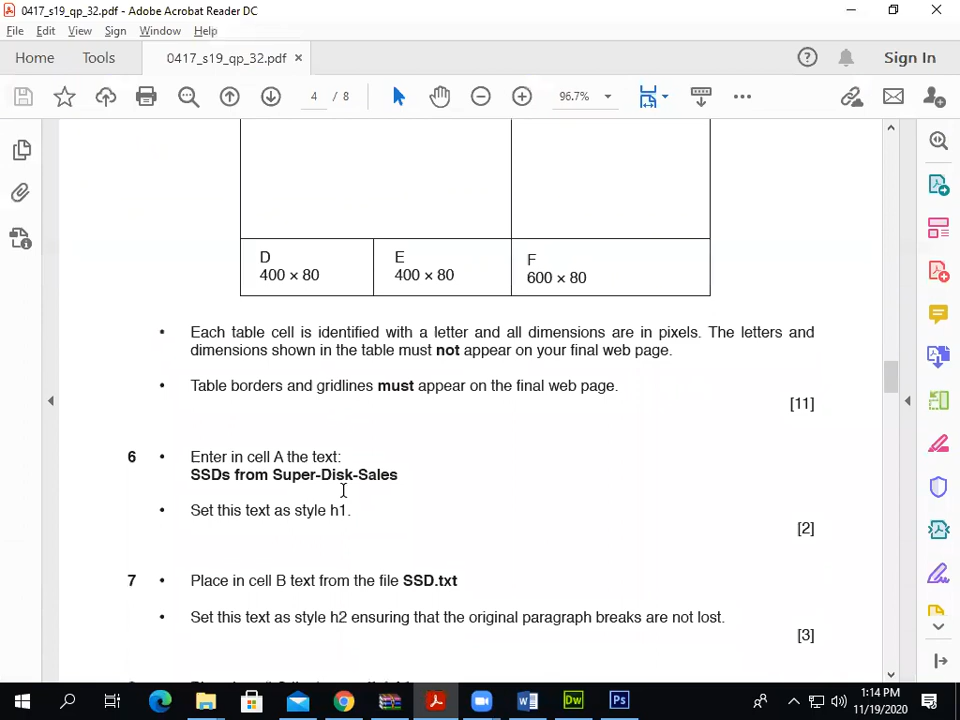 0417_s19_qp_32.pdf - Adobe Acrobat Reader DC
File Edit View Window Help
Home Tools 0417_s19_qp_32.pdf × Sign In
4 / 8 96.7%
D E F
400 × 80 400 × 80 600 × 80
• Each table cell is identified with a letter and all dimensions are in pixels. The letters and
dimensions shown in the table must not appear on your final web page.
• Table borders and gridlines must appear on the final web page.
[11]
6 • Enter in cell A the text:
SSDs from Super-Disk-Sales
• Set this text as style h1.
[2]
7 • Place in cell B text from the file SSD.txt
• Set this text as style h2 ensuring that the original paragraph breaks are not lost.
[3]
Dw Ps
1:14 PM
11/19/2020